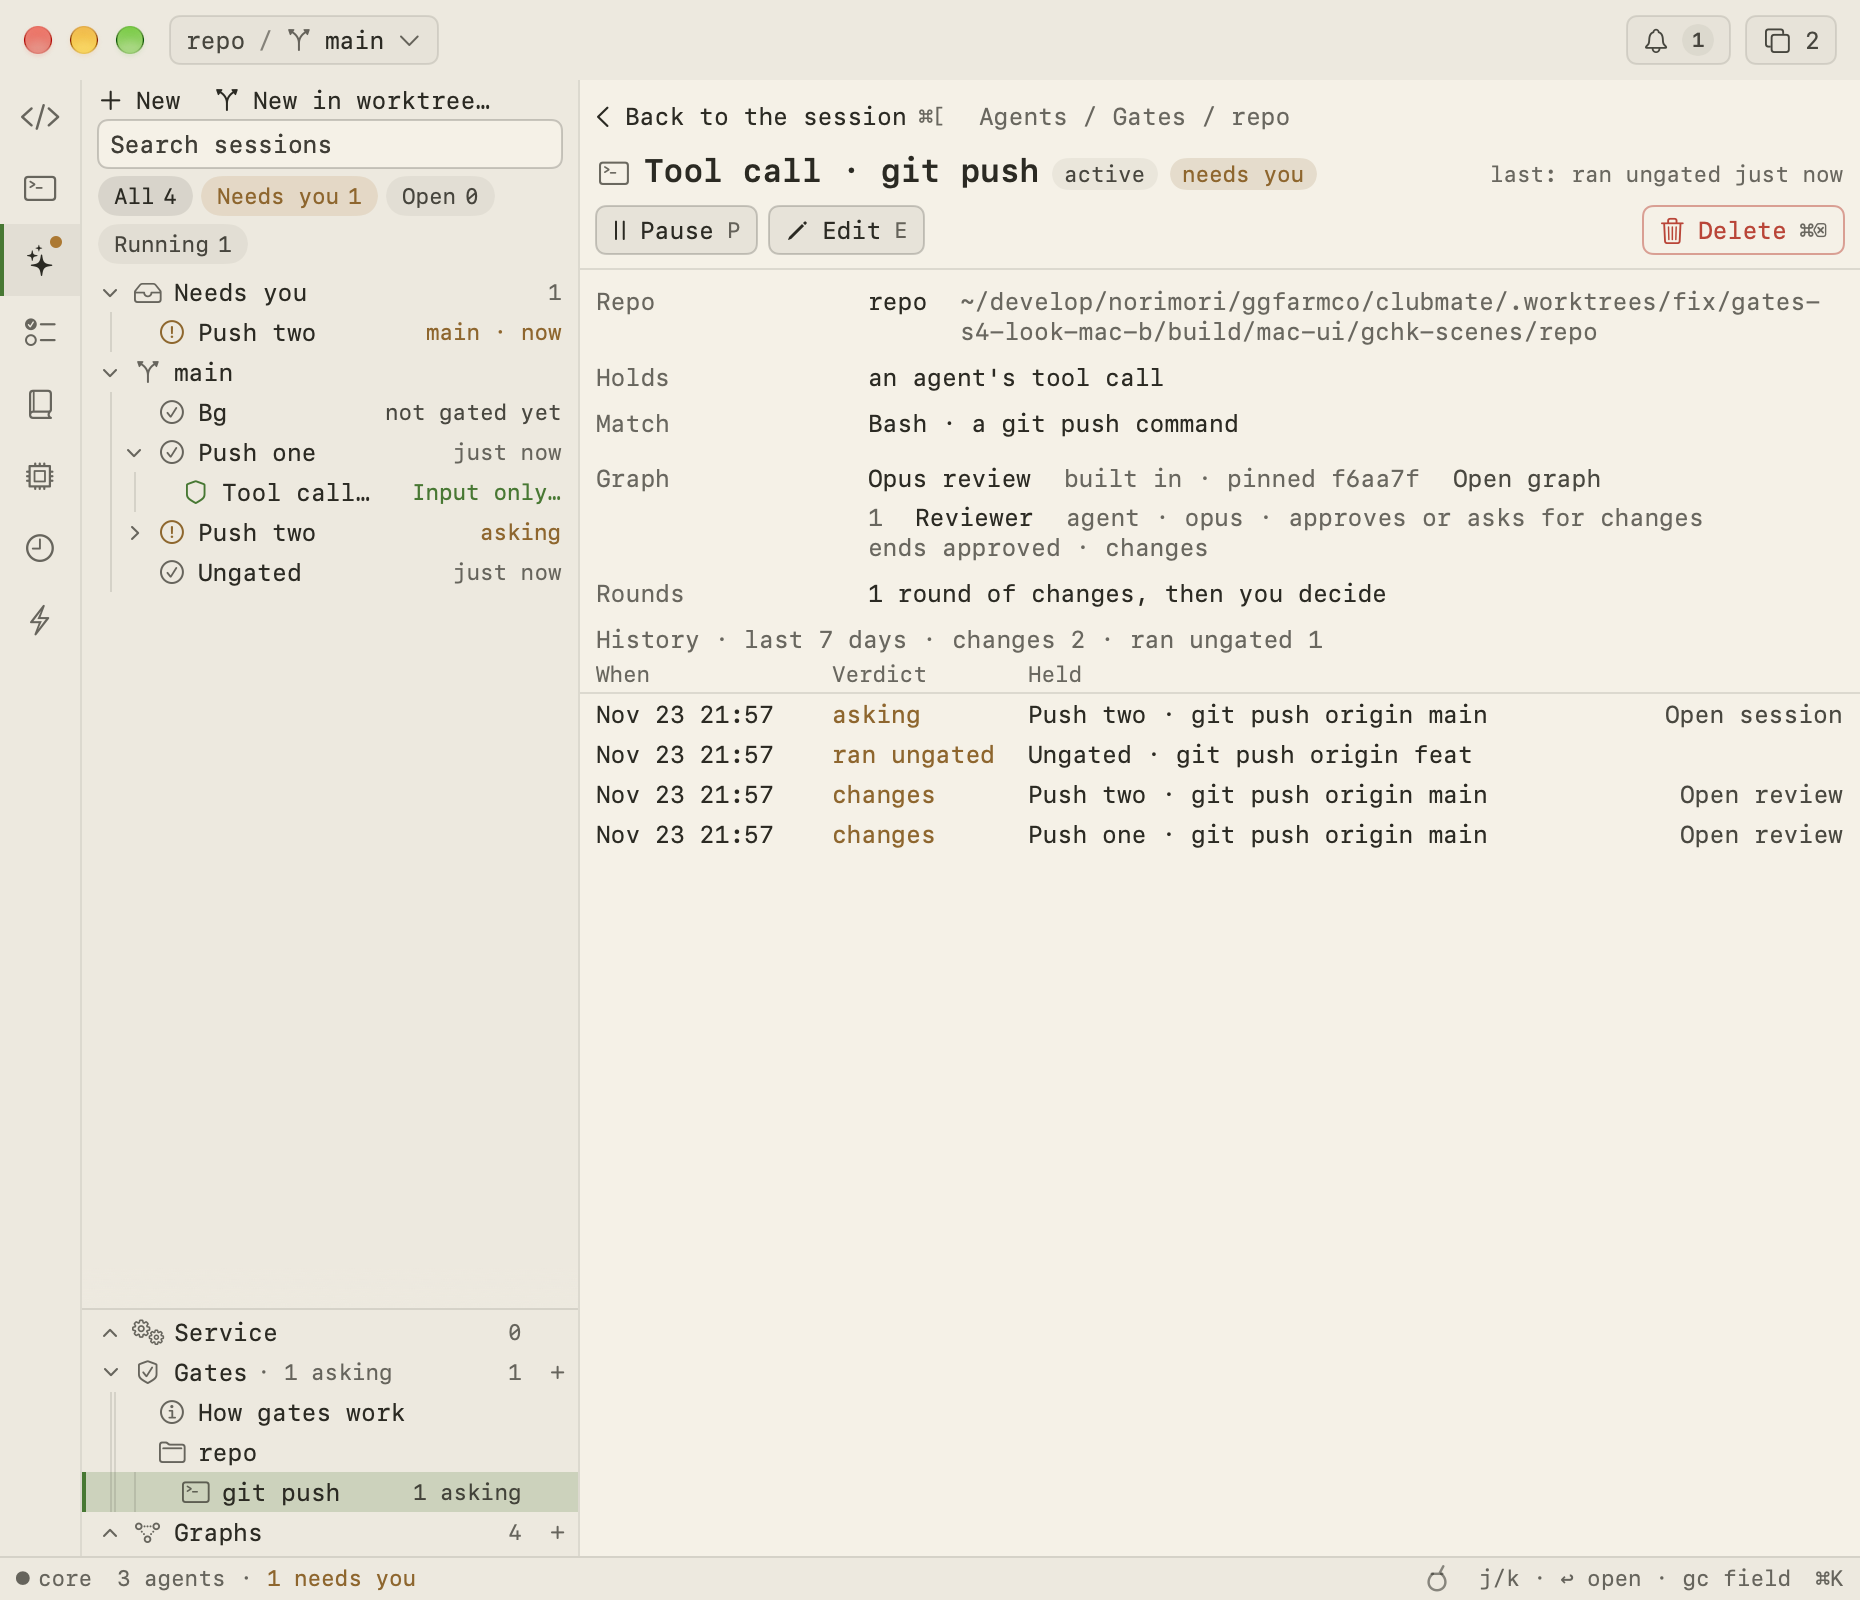 repo / main
1
2
+ New New in worktree…
Search sessions
All 4 Needs you 1 Open 0
Running 1
Needs you 1
Push two main · now
main
Bg not gated yet
Push one just now
Tool call… Input only…
Push two asking
Ungated just now
Service 0
Gates · 1 asking 1 +
How gates work
repo
git push 1 asking
Graphs 4 +
Back to the session ⌘[ Agents / Gates / repo
Tool call · git push active needs you last: ran ungated just now
Pause P Edit E Delete ⌘⌫
Repo repo ~/develop/norimori/ggfarmco/clubmate/.worktrees/fix/gates-
s4-look-mac-b/build/mac-ui/gchk-scenes/repo
Holds an agent's tool call
Match Bash · a git push command
Graph Opus review built in · pinned f6aa7f Open graph
1 Reviewer agent · opus · approves or asks for changes
ends approved · changes
Rounds 1 round of changes, then you decide
History · last 7 days · changes 2 · ran ungated 1
When Verdict Held
Nov 23 21:57 asking Push two · git push origin main Open session
Nov 23 21:57 ran ungated Ungated · git push origin feat
Nov 23 21:57 changes Push two · git push origin main Open review
Nov 23 21:57 changes Push one · git push origin main Open review
core 3 agents · 1 needs you
j/k · ↩ open · gc field ⌘K